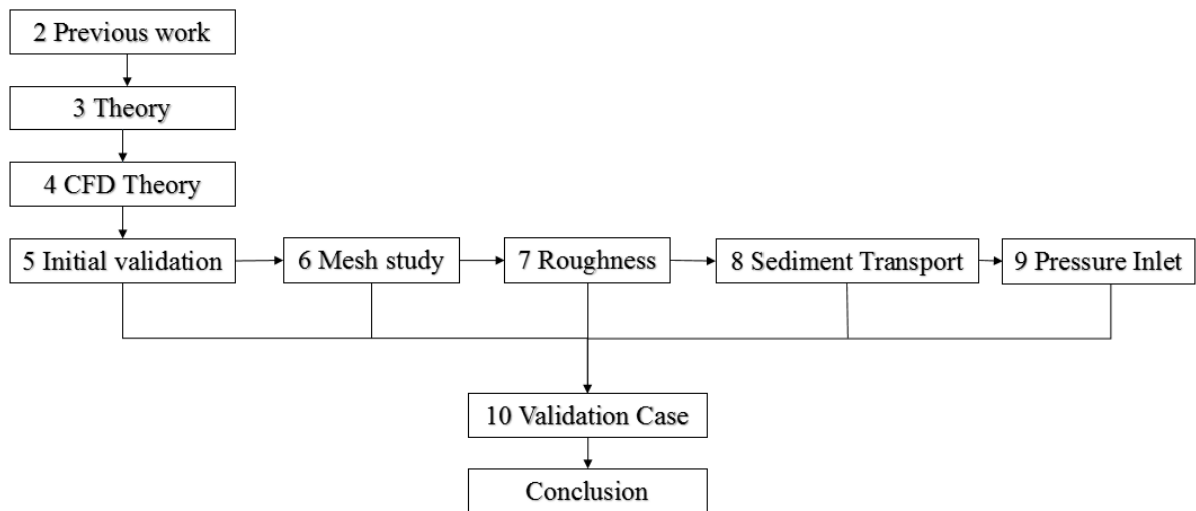 2 Previous work
3 Theory
4 CFD Theory
5 Initial validation
6 Mesh study
7 Roughness
8 Sediment Transport
9 Pressure Inlet
10 Validation Case
Conclusion